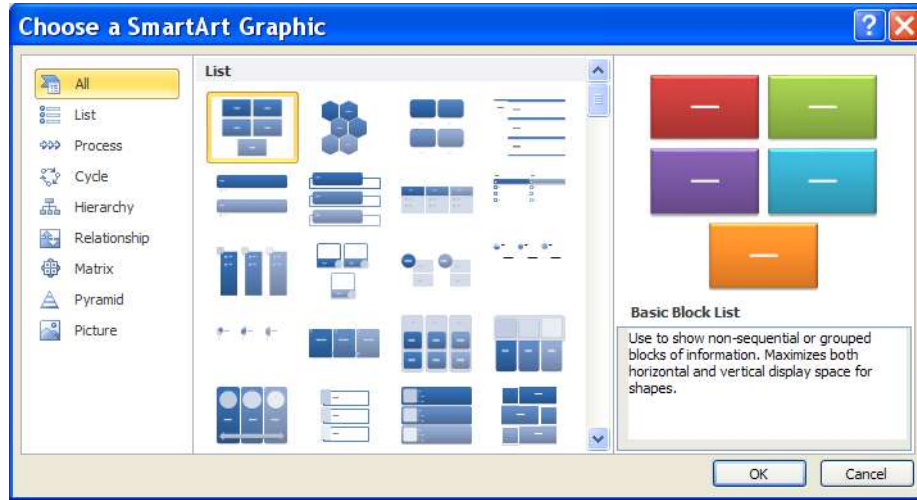 Choose a SmartArt Graphic
?
All
List
Process
Cycle
Hierarchy
Relationship
Matrix
Pyramid
Picture
List
Basic Block List
Use to show non-sequential or grouped
blocks of information. Maximizes both
horizontal and vertical display space for
shapes.
OK
Cancel